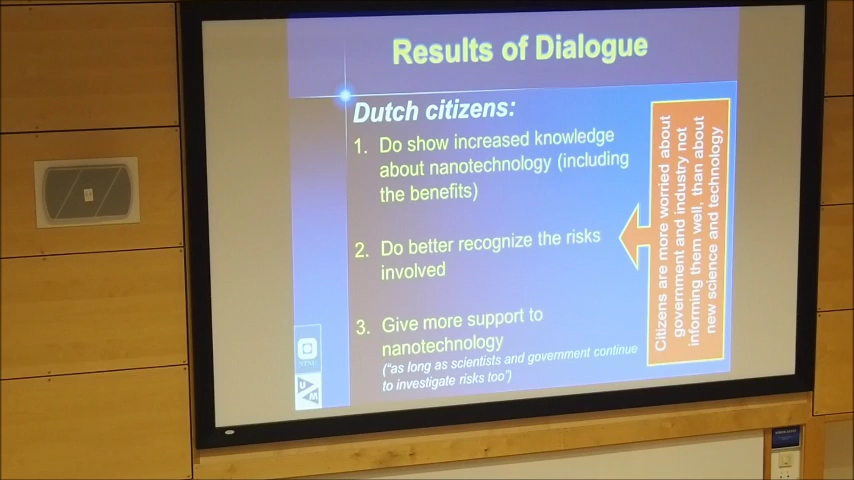 Results of Dialogue
Dutch citizens:
1. Do show increased knowledge
about nanotechnology (including
the benefits)
2. Do better recognize the risks
involved
3. Give more support to
nanotechnology
("as long as scientists and government continue
to investigate risks too")
Citizens are more worried about
government and industry not
informing them well, than about
new science and technology
UvM